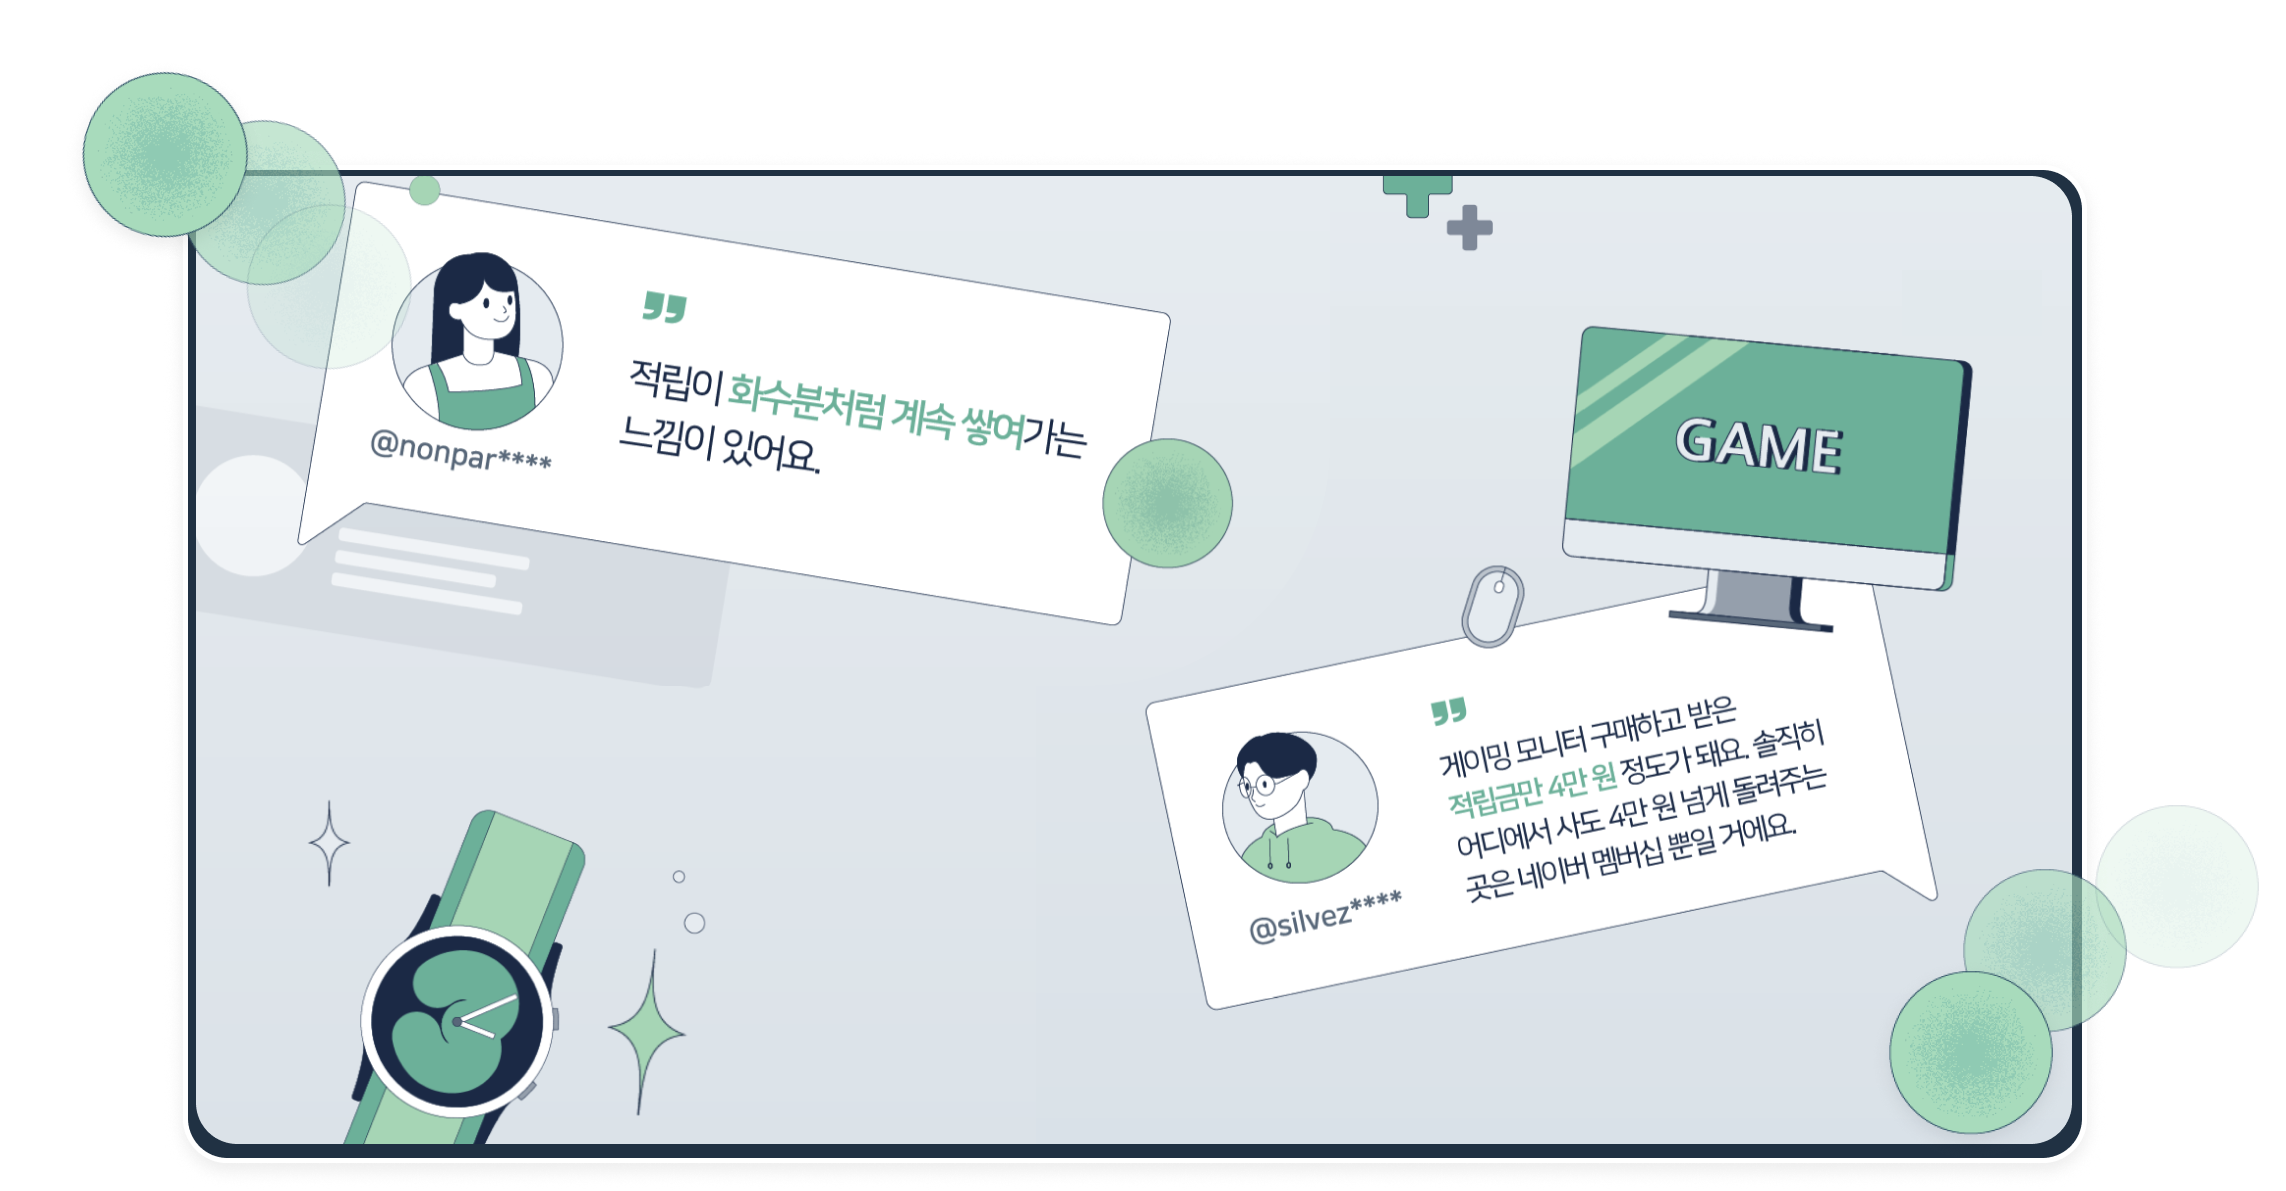 적립이 화수분처럼 계속 쌓여가는
느낌이 있어요.
@nonpar****
GAME
게이밍 모니터 구매하고 받은
적립금만 4만 원 정도가 돼요. 솔직히
어디에서 사도 4만 원 넘게 돌려주는
곳은 네이버 멤버십 뿐일 거에요.
@silvez****